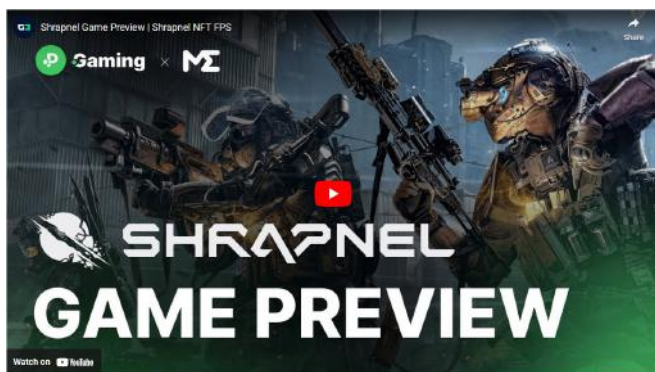 Shrapnel Game Preview | Shrapnel NFT FPS
Share
Gaming × ME
SHRAPNEL
GAME PREVIEW
Watch on YouTube